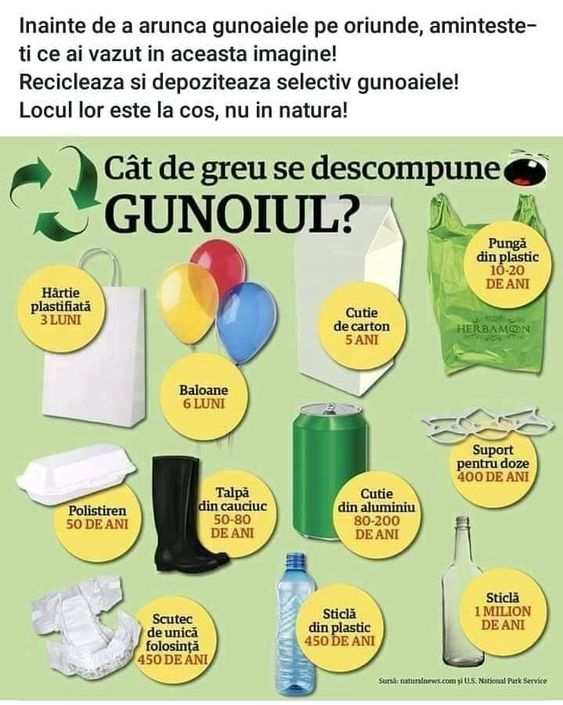 Inainte de a arunca gunoaiele pe oriunde, aminteste-
ti ce ai vazut in aceasta imagine!
Recicleaza si depoziteaza selectiv gunoaiele!
Locul lor este la cos, nu in natura!
Cât de greu se descompune
GUNOIUL?
Hârtie
plastifiată
3 LUNI
Baloane
6 LUNI
Cutie
de carton
5 ANI
Pungă
din plastic
10-20
DE ANI
HERBAMOON
Polistiren
50 DE ANI
Talpă
din cauciuc
50-80
DE ANI
Cutie
din aluminiu
80-200
DE ANI
Suport
pentru doze
400 DE ANI
Scutec
de unică
folosință
450 DE ANI
Sticlă
din plastic
450 DE ANI
Sticlă
1 MILION
DE ANI
Sursă: naturalnews.com și U.S. National Park Service